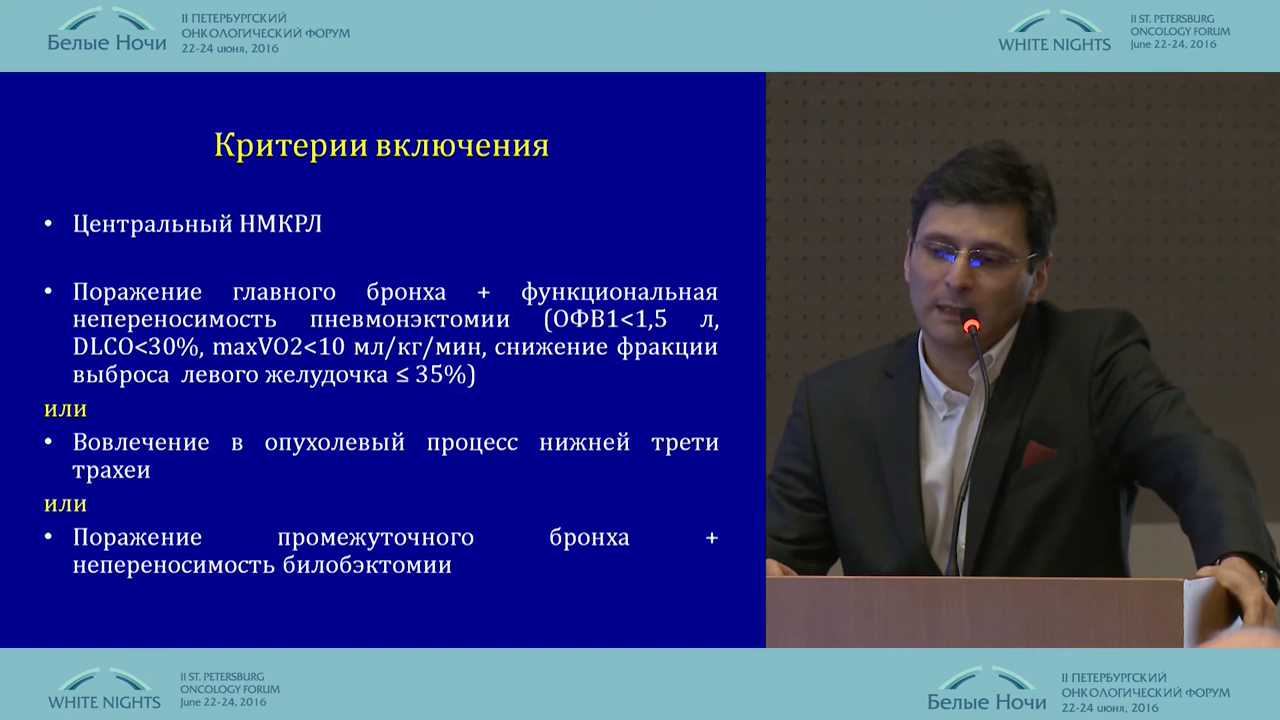 Белые Ночи
II ПЕТЕРБУРГСКИЙ
ОНКОЛОГИЧЕСКИЙ ФОРУМ
22-24 июня, 2016
WHITE NIGHTS
II ST. PETERSBURG
ONCOLOGY FORUM
June 22-24, 2016
Критерии включения
• Центральный НМКРЛ
• Поражение главного бронха + функциональная
непереносимость пневмонэктомии (ОФВ1<1,5 л,
DLCO<30%, maxVO2<10 мл/кг/мин, снижение фракции
выброса левого желудочка ≤ 35%)
или
• Вовлечение в опухолевый процесс нижней трети
трахеи
или
• Поражение промежуточного бронха +
непереносимость билобэктомии
WHITE NIGHTS
II ST. PETERSBURG
ONCOLOGY FORUM
June 22-24, 2016
Белые Ночи
II ПЕТЕРБУРГСКИЙ
ОНКОЛОГИЧЕСКИЙ ФОРУМ
22-24 июня, 2016